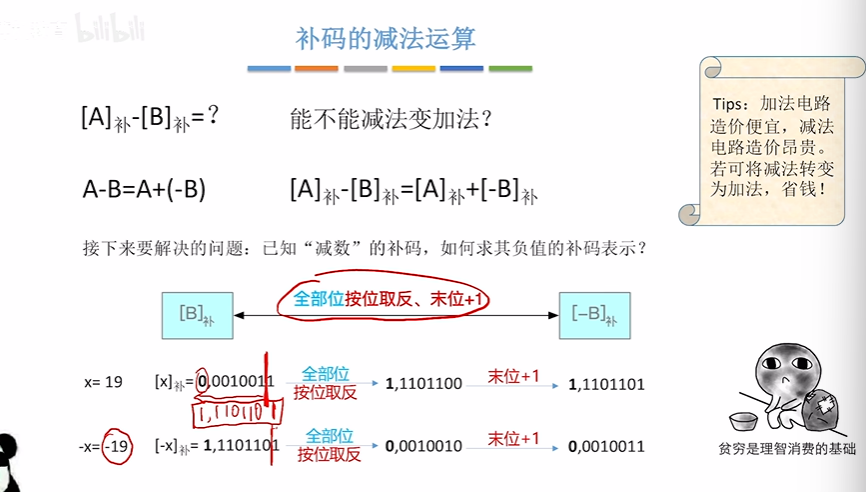 bilibili
补码的减法运算
[A]补-[B]补=?
能不能减法变加法？
A-B=A+(-B)
[A]补-[B]补=[A]补+[-B]补
Tips：加法电路
造价便宜，减法
电路造价昂贵。
若可将减法转变
为加法，省钱！
接下来要解决的问题：已知“减数”的补码，如何求其负值的补码表示？
[B]补
全部位按位取反、末位+1
[-B]补
x= 19
[x]补= 0,0010011
全部位
按位取反
1,1101100
末位+1
1,1101101
1,1101101
-x= -19
[-x]补= 1,1101101
全部位
按位取反
0,0010010
末位+1
0,0010011
贫穷是理智消费的基础